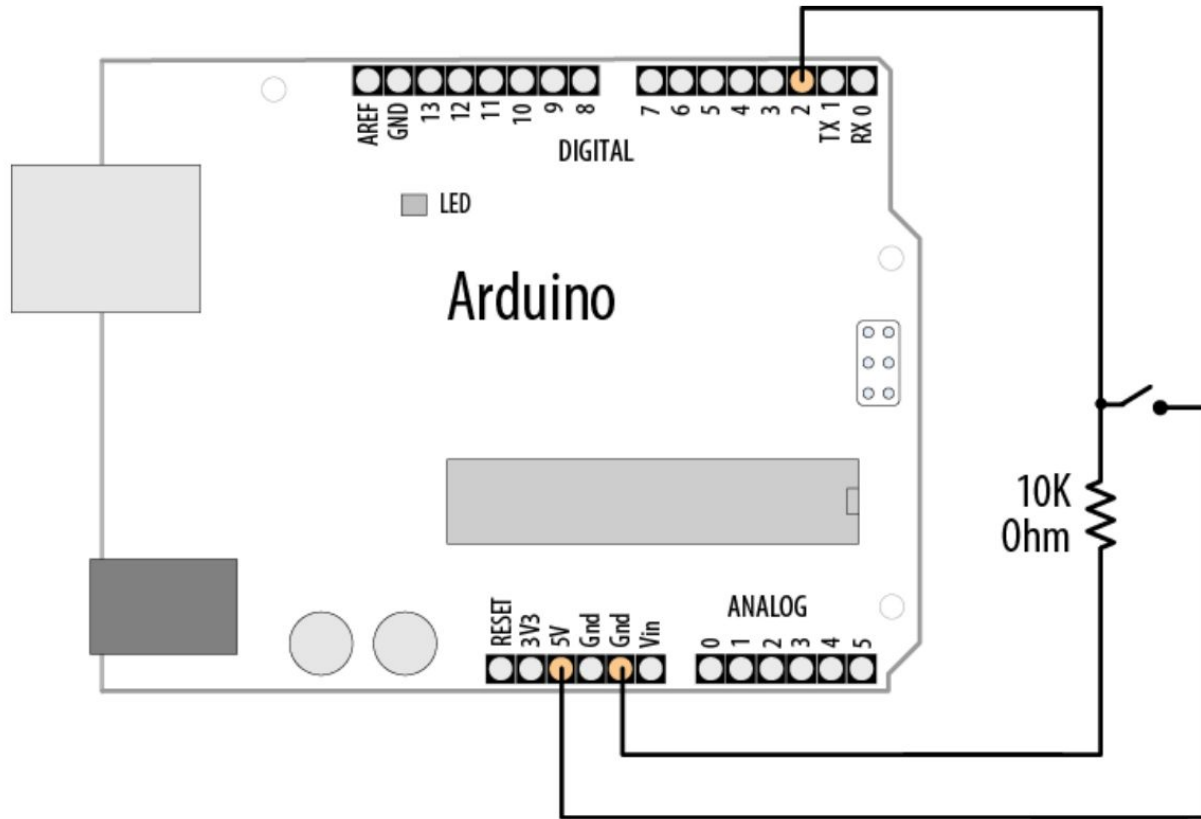 AREF
GND
13
12
11
10
9
8
7
6
5
4
3
2
TX 1
RX 0
DIGITAL
LED
Arduino
10K
Ohm
RESET
3V3
5V
Gnd
Gnd
Vin
ANALOG
0
1
2
3
4
5